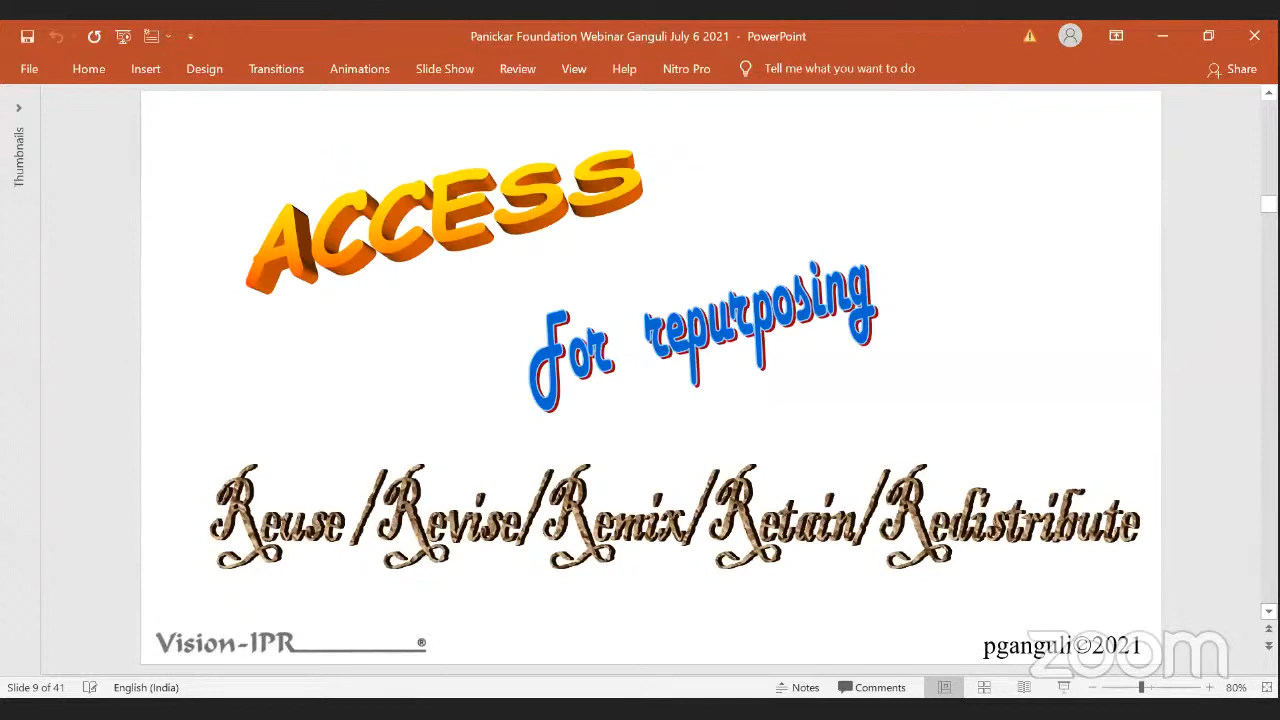 Panickar Foundation Webinar Ganguli July 6 2021 - PowerPoint
File Home Insert Design Transitions Animations Slide Show Review View Help Nitro Pro Tell me what you want to do Share
Thumbnails
ACCESS
For repurposing
Reuse/Revise/Remix/Retain/Redistribute
Vision-IPR ®
pganguli©2021
zoom
Slide 9 of 41 English (India) Notes Comments 80%